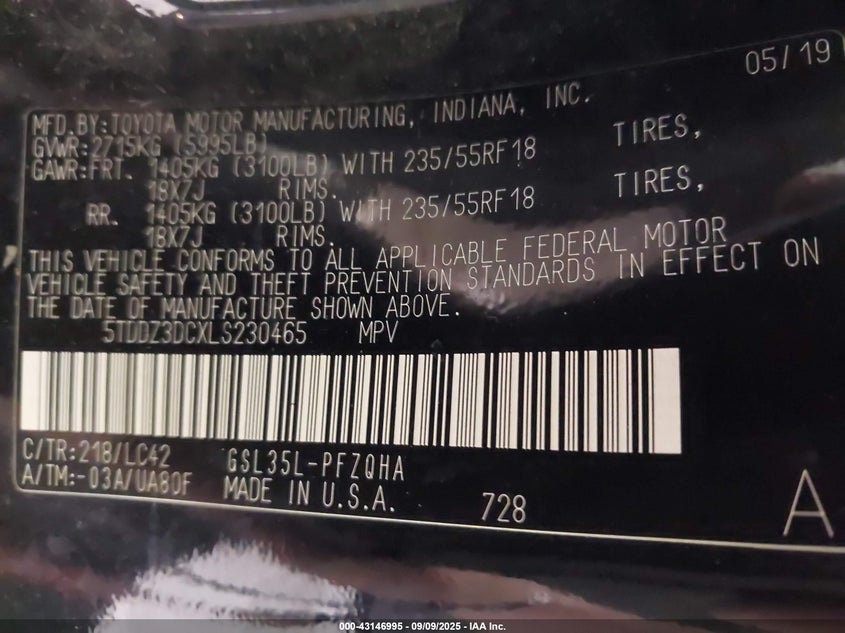 05/19
MFD.BY:TOYOTA MOTOR MANUFACTURING, INDIANA, INC.
GVWR:2715KG (5995LB)
GAWR:FRT. 1405KG (3100LB) WITH 235/55RF18 TIRES,
18X7J RIMS.
RR. 1405KG (3100LB) WITH 235/55RF18 TIRES,
18X7J RIMS.
THIS VEHICLE CONFORMS TO ALL APPLICABLE FEDERAL MOTOR
VEHICLE SAFETY AND THEFT PREVENTION STANDARDS IN EFFECT ON
THE DATE OF MANUFACTURE SHOWN ABOVE.
5TDDZ3DCXLS230465 MPV
C/TR:218/LC42 GSL35L-PFZQHA
A/TM:-03A/UA80F MADE IN U.S.A. 728
A
000-43146995 - 09/09/2025 - IAA Inc.